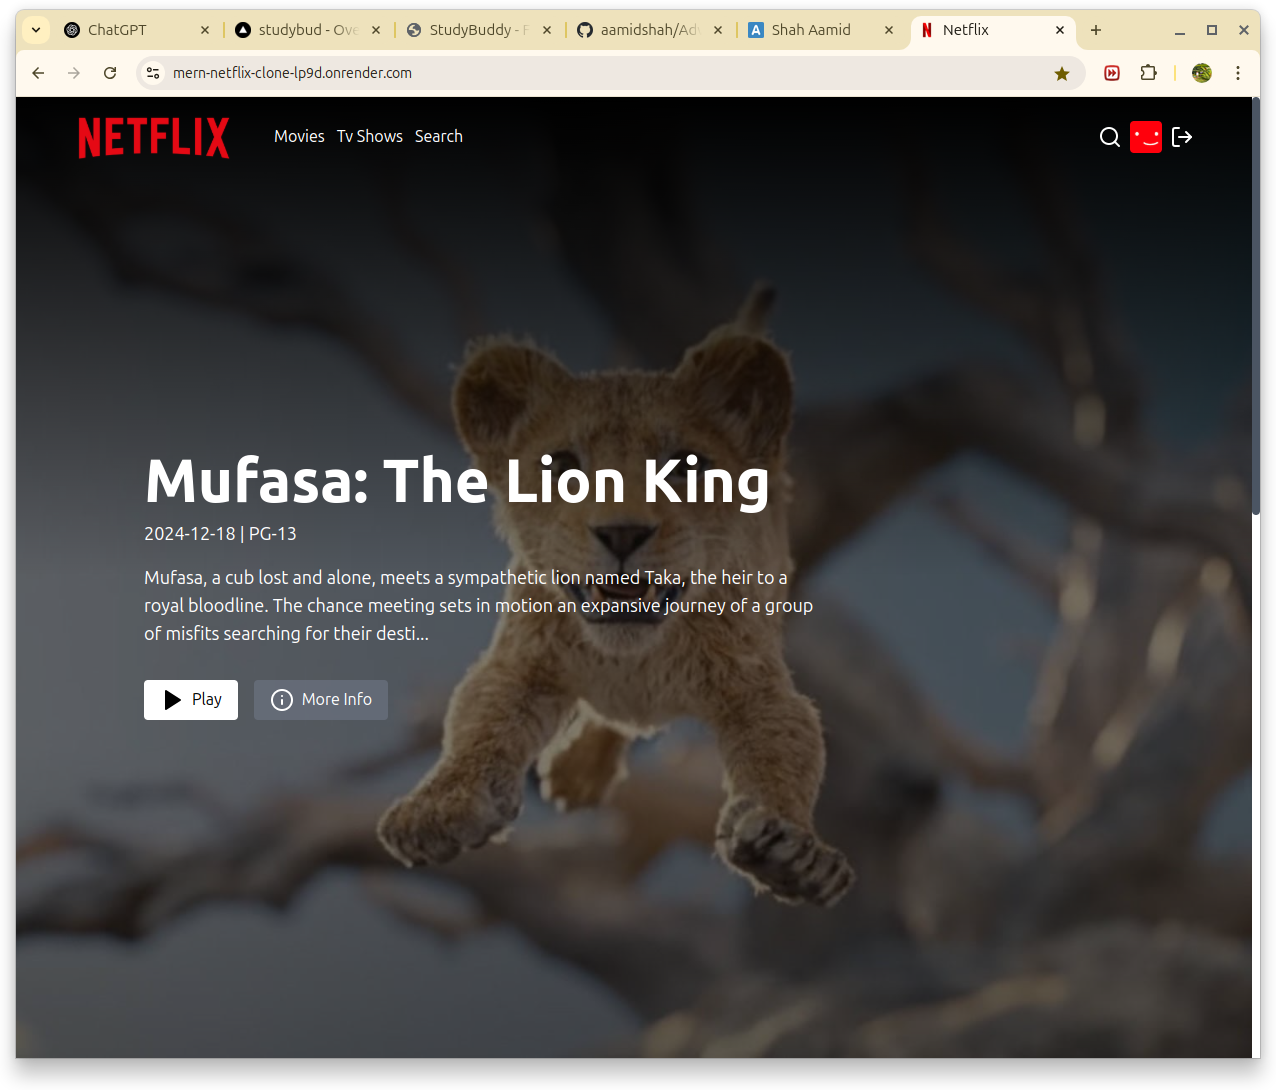 ChatGPT
studybud - Ove
StudyBuddy - F
aamidshah/Adv
Shah Aamid
Netflix
mern-netflix-clone-lp9d.onrender.com
NETFLIX
Movies Tv Shows Search
Mufasa: The Lion King
2024-12-18 | PG-13
Mufasa, a cub lost and alone, meets a sympathetic lion named Taka, the heir to a
royal bloodline. The chance meeting sets in motion an expansive journey of a group
of misfits searching for their desti...
Play
More Info